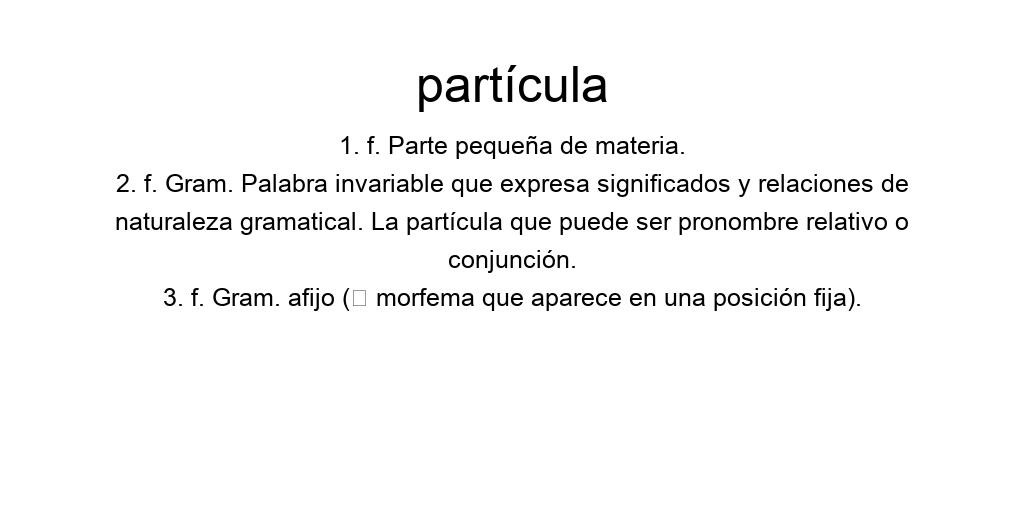 partícula
1. f. Parte pequeña de materia.
2. f. Gram. Palabra invariable que expresa significados y relaciones de
naturaleza gramatical. La partícula que puede ser pronombre relativo o
conjunción.
3. f. Gram. afijo (□ morfema que aparece en una posición fija).